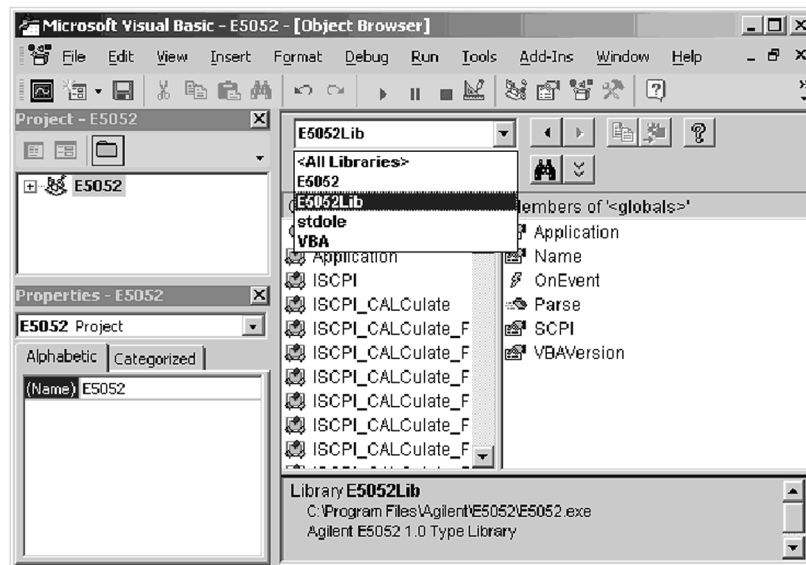 Microsoft Visual Basic - E5052 - [Object Browser]
File Edit View Insert Format Debug Run Tools Add-Ins Window Help
Project - E5052
E5052
Properties - E5052
E5052 Project
Alphabetic Categorized
(Name) E5052
E5052Lib
<All Libraries>
E5052
E5052Lib
stdole
VBA
Application
ISCPI
ISCPI_CALCulate
ISCPI_CALCulate_F
ISCPI_CALCulate_F
ISCPI_CALCulate_F
ISCPI_CALCulate_F
ISCPI_CALCulate_F
ISCPI_CALCulate_F
embers of '<globals>'
Application
Name
OnEvent
Parse
SCPI
VBAVersion
Library E5052Lib
C:\Program Files\Agilent\E5052\E5052.exe
Agilent E5052 1.0 Type Library